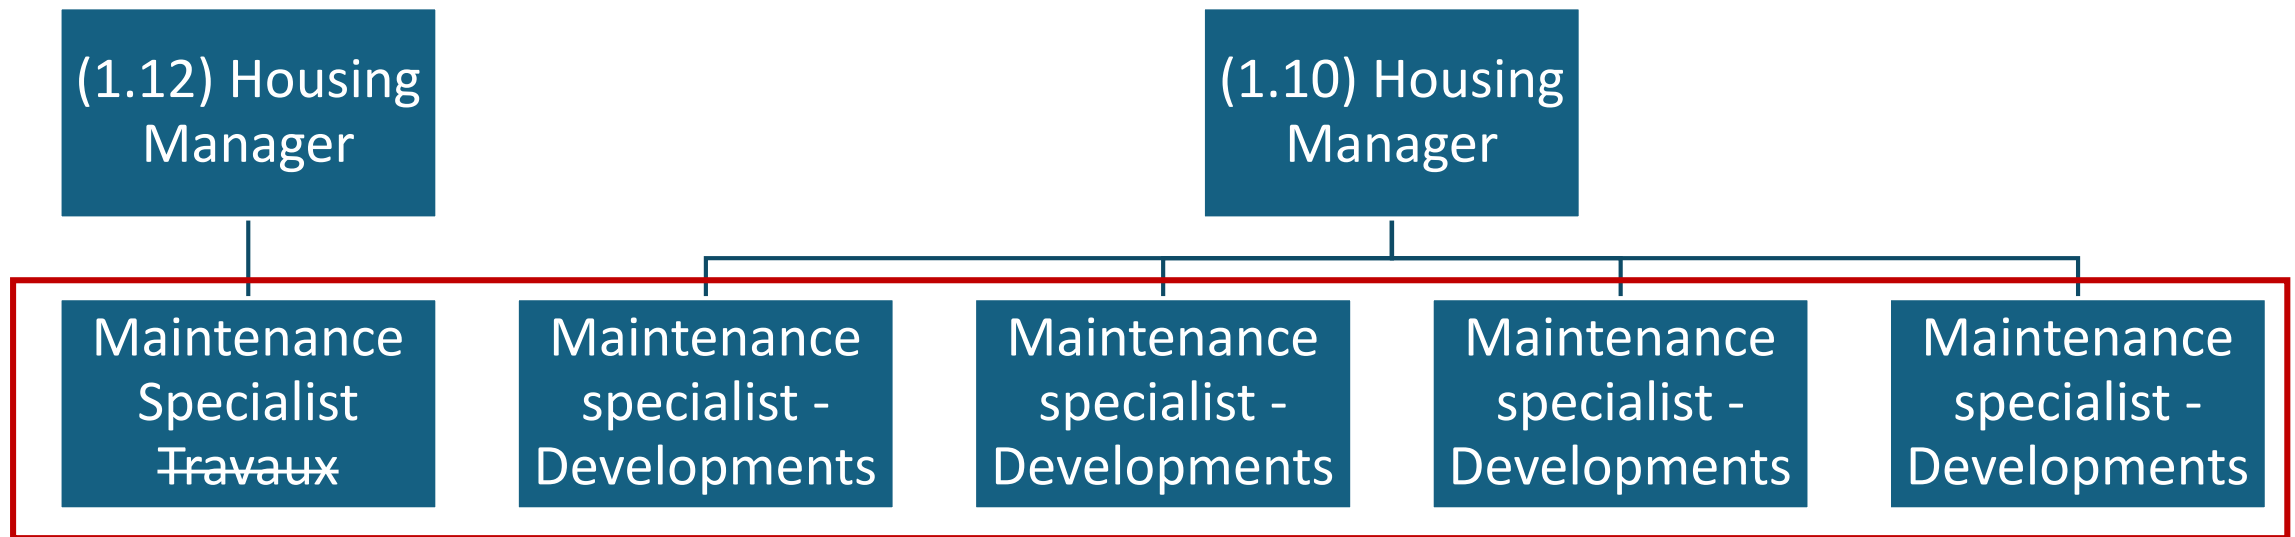 (1.12) Housing
Manager
(1.10) Housing
Manager
Maintenance
Specialist
Travaux
Maintenance
specialist -
Developments
Maintenance
specialist -
Developments
Maintenance
specialist -
Developments
Maintenance
specialist -
Developments